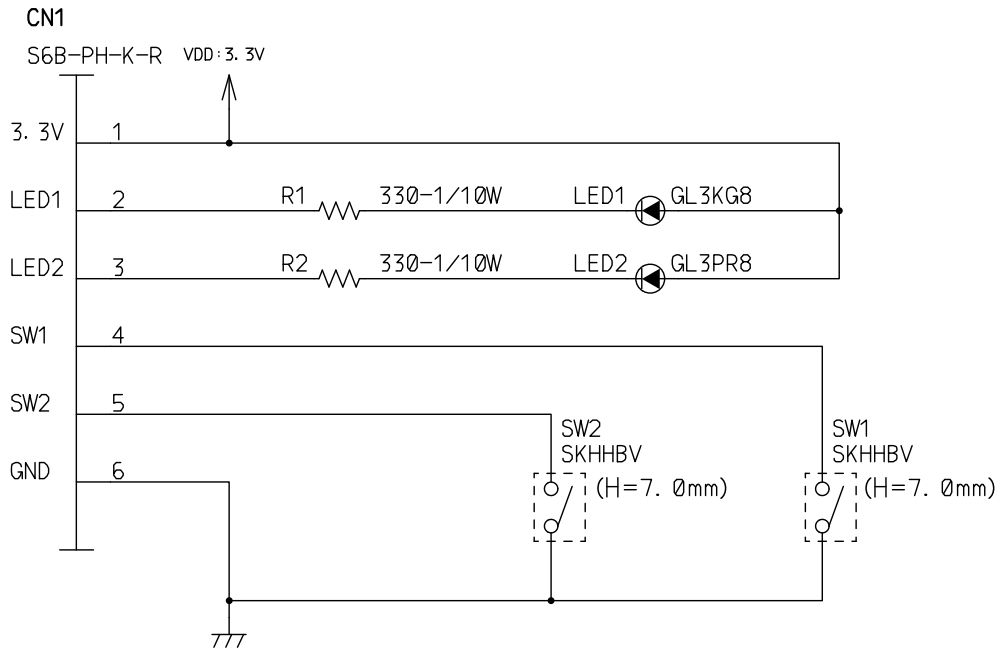 CN1
S6B-PH-K-R VDD:3.3V
3.3V 1
LED1 2 R1 330-1/10W LED1 GL3KG8
LED2 3 R2 330-1/10W LED2 GL3PR8
SW1 4
SW2 5
SW2 SW1
SKHHBV SKHHBV
GND 6
(H=7.0mm) (H=7.0mm)